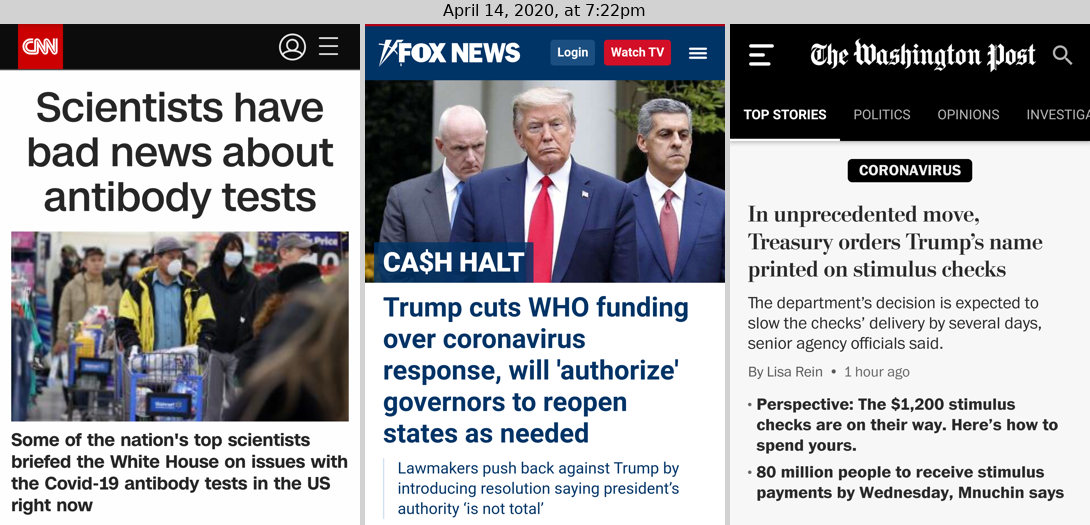 April 14, 2020, at 7:22pm
CNN
Scientists have
bad news about
antibody tests
Some of the nation's top scientists
briefed the White House on issues with
the Covid-19 antibody tests in the US
right now
FOX NEWS
Login
Watch TV
CA$H HALT
Trump cuts WHO funding
over coronavirus
response, will 'authorize'
governors to reopen
states as needed
Lawmakers push back against Trump by
introducing resolution saying president's
authority 'is not total'
The Washington Post
TOP STORIES POLITICS OPINIONS INVESTIGA
CORONAVIRUS
In unprecedented move,
Treasury orders Trump's name
printed on stimulus checks
The department's decision is expected to
slow the checks' delivery by several days,
senior agency officials said.
By Lisa Rein • 1 hour ago
• Perspective: The $1,200 stimulus
checks are on their way. Here's how to
spend yours.
• 80 million people to receive stimulus
payments by Wednesday, Mnuchin says